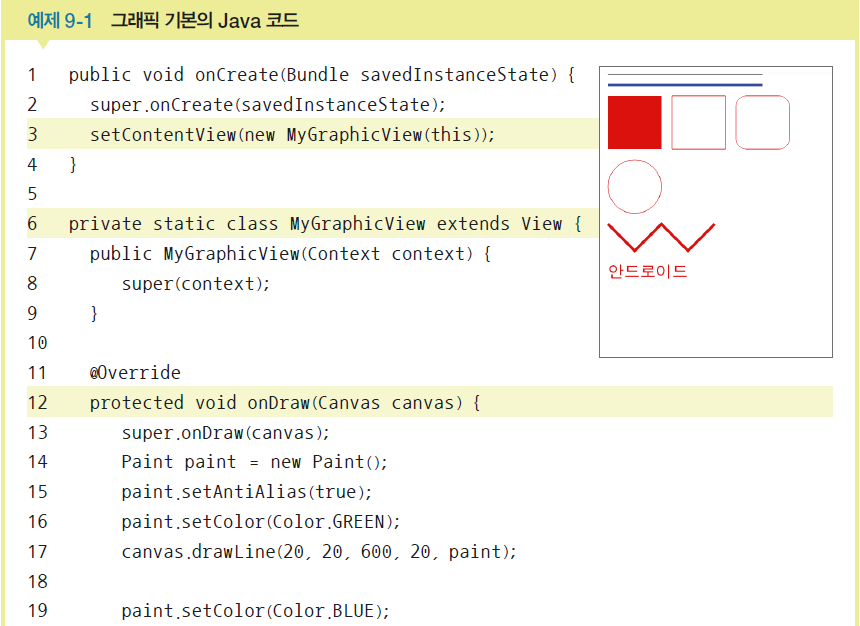 예제 9-1 그래픽 기본의 Java 코드
1 public void onCreate(Bundle savedInstanceState) {
2 super.onCreate(savedInstanceState);
3 setContentView(new MyGraphicView(this));
4 }
5
6 private static class MyGraphicView extends View {
7 public MyGraphicView(Context context) {
8 super(context);
9 }
10
11 @Override
12 protected void onDraw(Canvas canvas) {
13 super.onDraw(canvas);
14 Paint paint = new Paint();
15 paint.setAntiAlias(true);
16 paint.setColor(Color.GREEN);
17 canvas.drawLine(20, 20, 600, 20, paint);
18
19 paint.setColor(Color.BLUE);
안드로이드